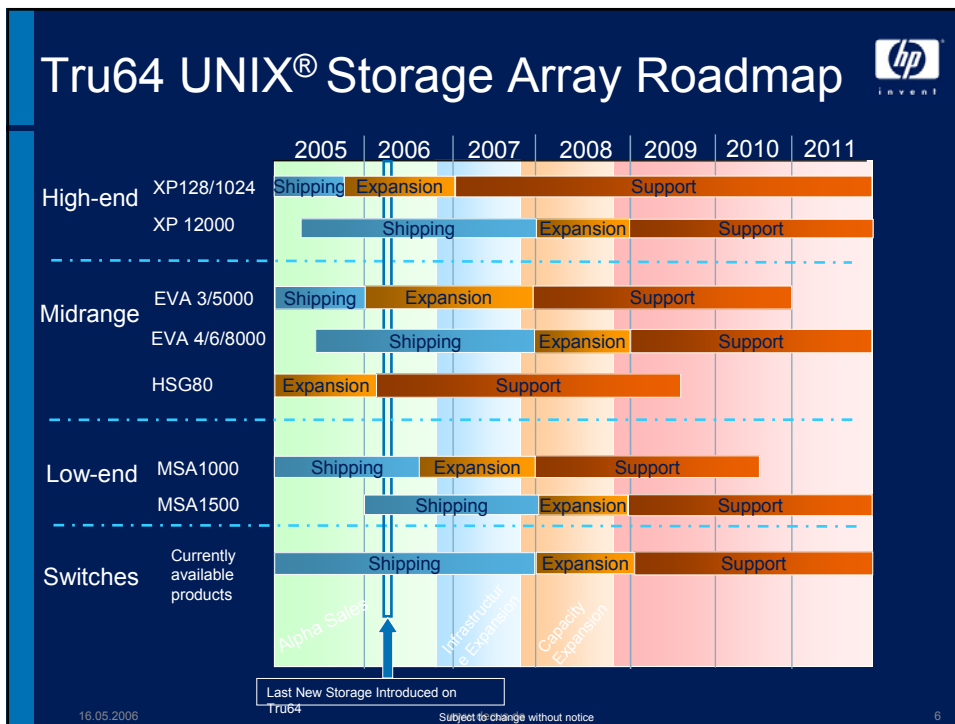 Tru64 UNIX® Storage Array Roadmap
hp
invent
2005 2006 2007 2008 2009 2010 2011
High-end
XP128/1024
Shipping Expansion Support
XP 12000
Shipping Expansion Support
Midrange
EVA 3/5000
Shipping Expansion Support
EVA 4/6/8000
Shipping Expansion Support
HSG80
Expansion Support
Low-end
MSA1000
Shipping Expansion Support
MSA1500
Shipping Expansion Support
Switches
Currently
available
products
Shipping Expansion Support
Alpha Sales
Infrastructur
e Expansion
Capacity
Expansion
Last New Storage Introduced on
Tru64
16.05.2006
Subject to change without notice
6